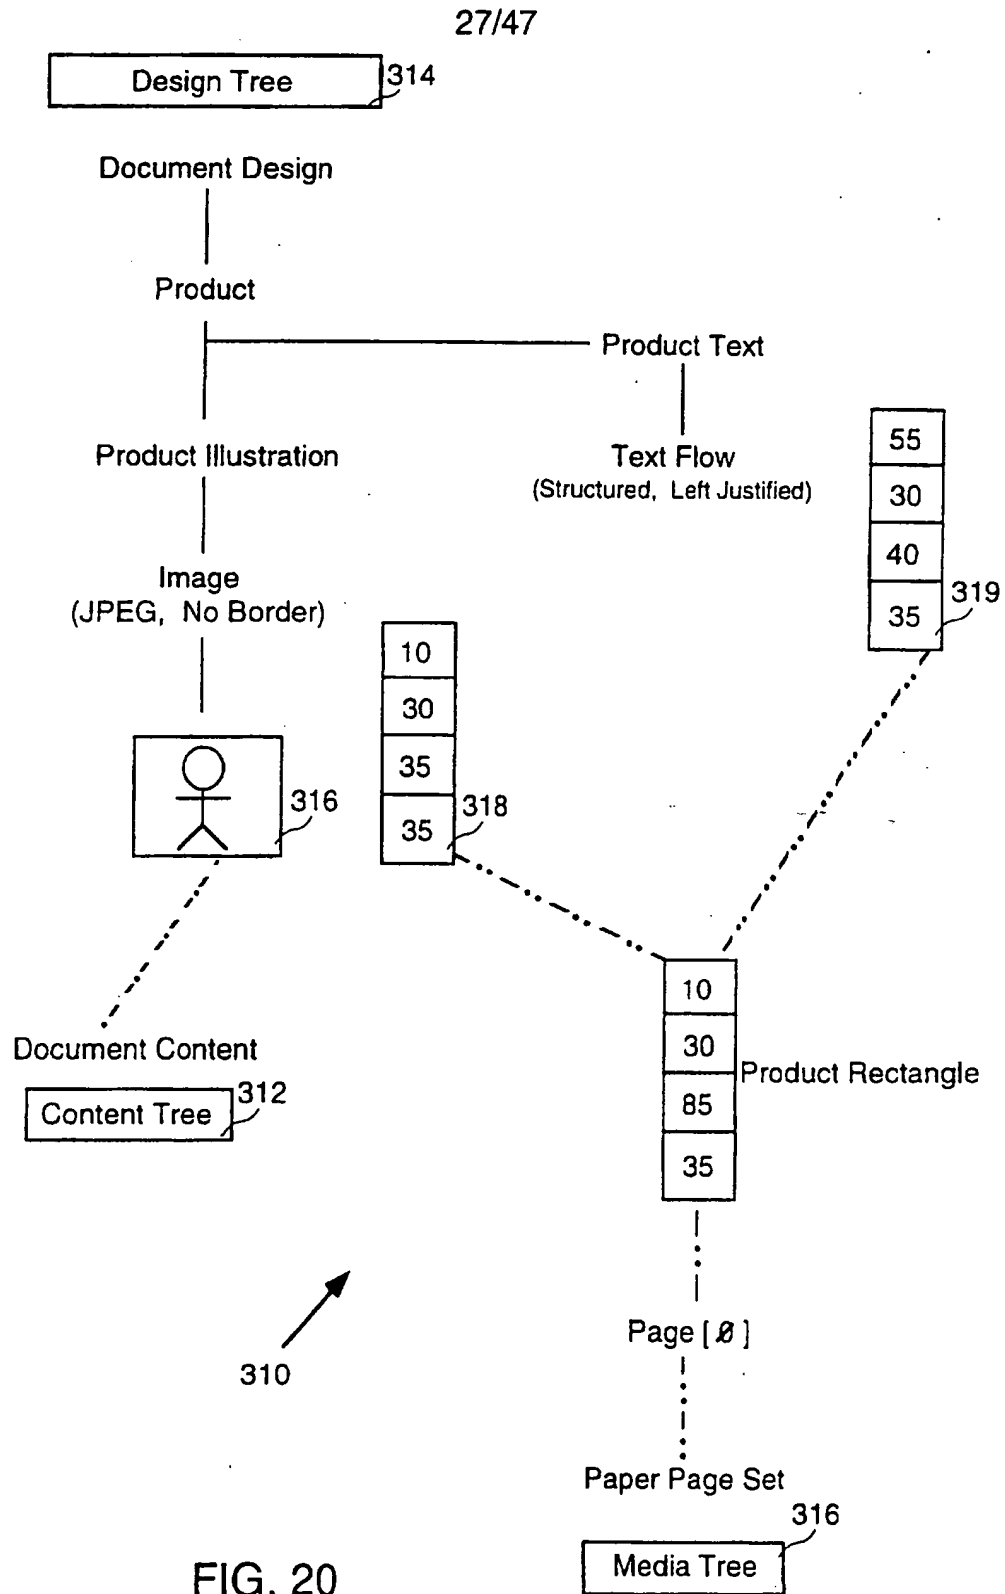 27/47
Design Tree
314
Document Design
Product
Product Text
Product Illustration
Text Flow
(Structured, Left Justified)
55
30
40
35
319
Image
(JPEG, No Border)
10
30
35
35
318
316
Document Content
Content Tree
312
10
30
85
35
Product Rectangle
310
Page [ 0 ]
Paper Page Set
316
Media Tree
FIG. 20